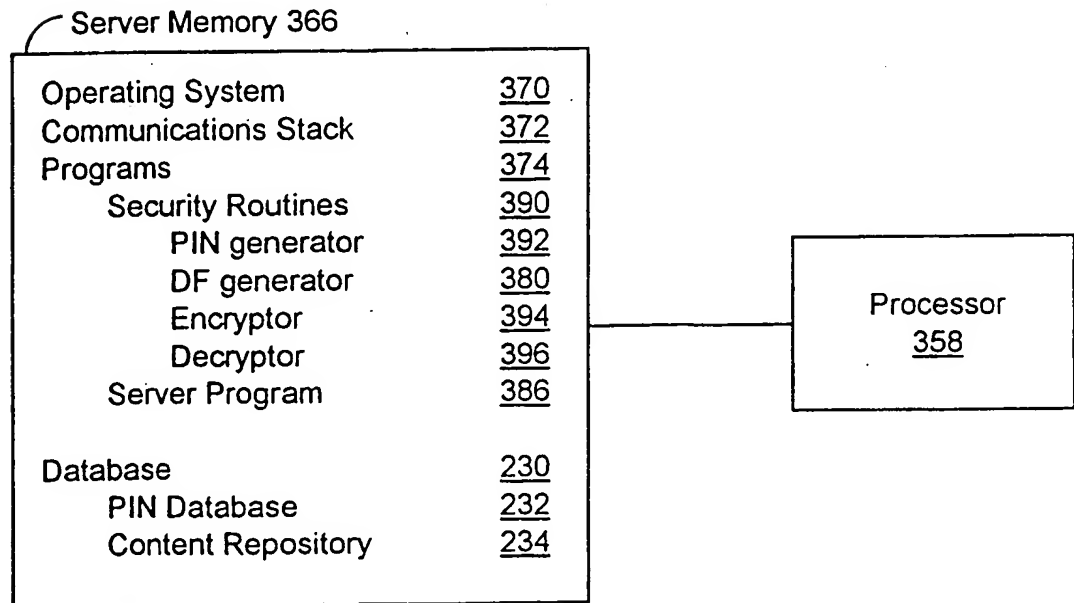 Server Memory 366
Operating System 370
Communications Stack 372
Programs 374
Security Routines 390
PIN generator 392
DF generator 380
Encryptor 394
Decryptor 396
Server Program 386
Database 230
PIN Database 232
Content Repository 234
Processor
358